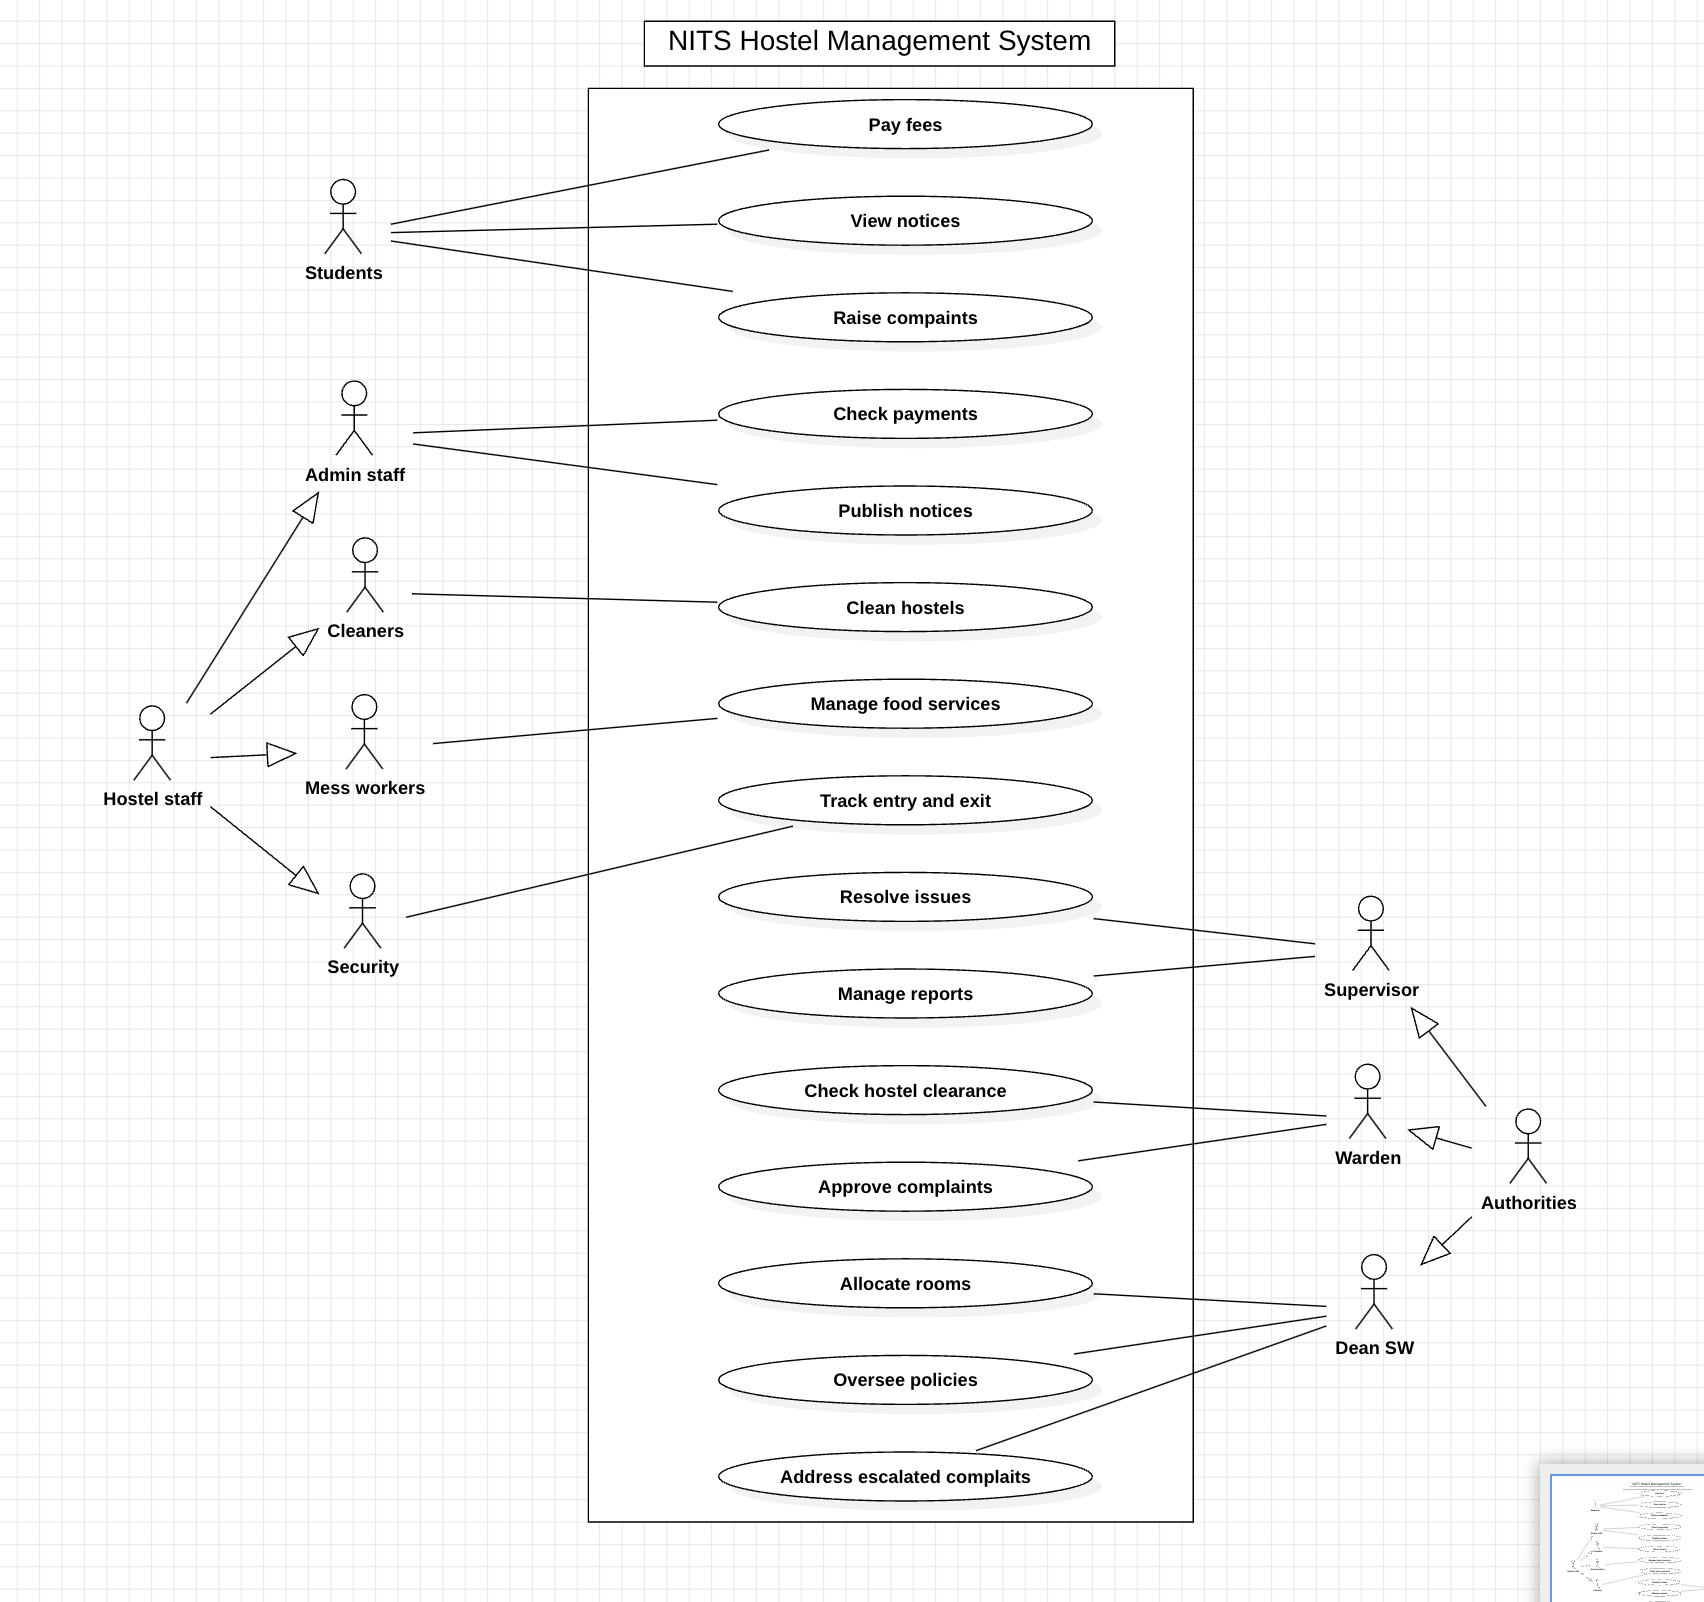 NITS Hostel Management System
Pay fees
View notices
Students
Raise compaints
Check payments
Admin staff
Publish notices
Clean hostels
Cleaners
Manage food services
Mess workers
Hostel staff
Track entry and exit
Resolve issues
Security
Supervisor
Manage reports
Check hostel clearance
Warden
Approve complaints
Authorities
Allocate rooms
Dean SW
Oversee policies
Address escalated complaits